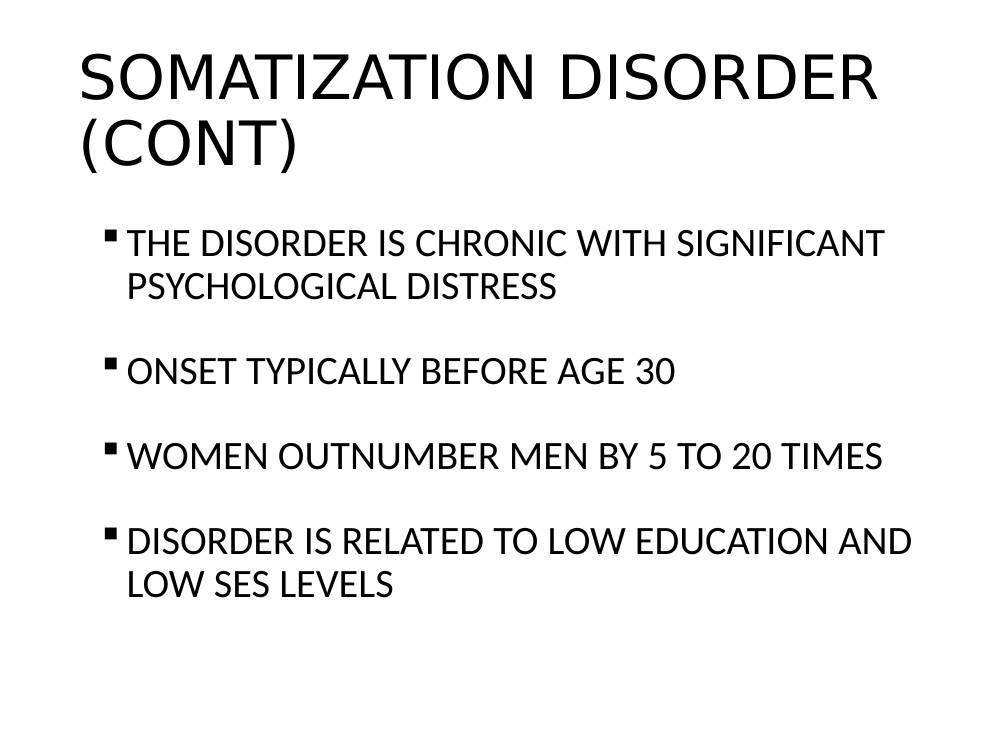 SOMATIZATION DISORDER
(CONT)
▪ THE DISORDER IS CHRONIC WITH SIGNIFICANT
PSYCHOLOGICAL DISTRESS
▪ ONSET TYPICALLY BEFORE AGE 30
▪ WOMEN OUTNUMBER MEN BY 5 TO 20 TIMES
▪ DISORDER IS RELATED TO LOW EDUCATION AND
LOW SES LEVELS